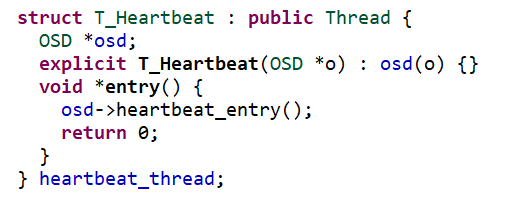 struct T_Heartbeat : public Thread {
  OSD *osd;
  explicit T_Heartbeat(OSD *o) : osd(o) {}
  void *entry() {
    osd->heartbeat_entry();
    return 0;
  }
} heartbeat_thread;